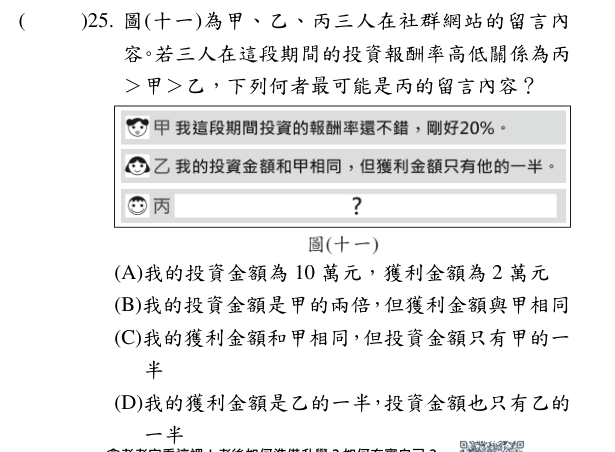 (　　)25. 圖(十一)為甲、乙、丙三人在社群網站的留言內
容。若三人在這段期間的投資報酬率高低關係為丙
＞甲＞乙，下列何者最可能是丙的留言內容？
甲 我這段期間投資的報酬率還不錯，剛好20%。
乙 我的投資金額和甲相同，但獲利金額只有他的一半。
丙 ？
圖(十一)
(A)我的投資金額為 10 萬元，獲利金額為 2 萬元
(B)我的投資金額是甲的兩倍，但獲利金額與甲相同
(C)我的獲利金額和甲相同，但投資金額只有甲的一
半
(D)我的獲利金額是乙的一半，投資金額也只有乙的
一半